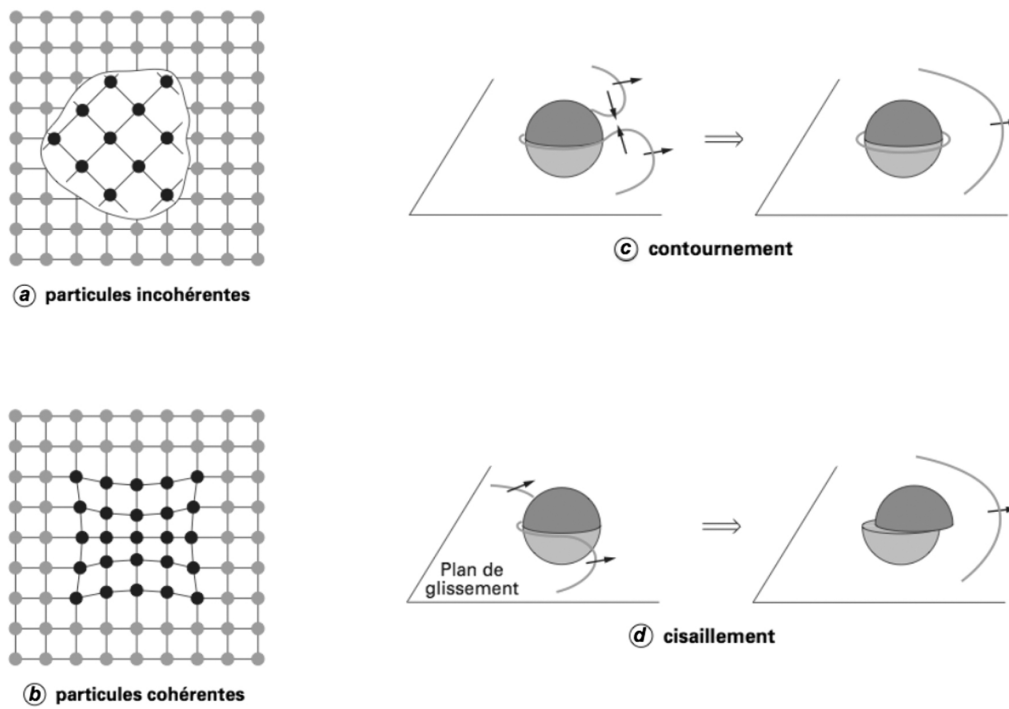 c contournement
a particules incohérentes
Plan de
glissement
d cisaillement
b particules cohérentes